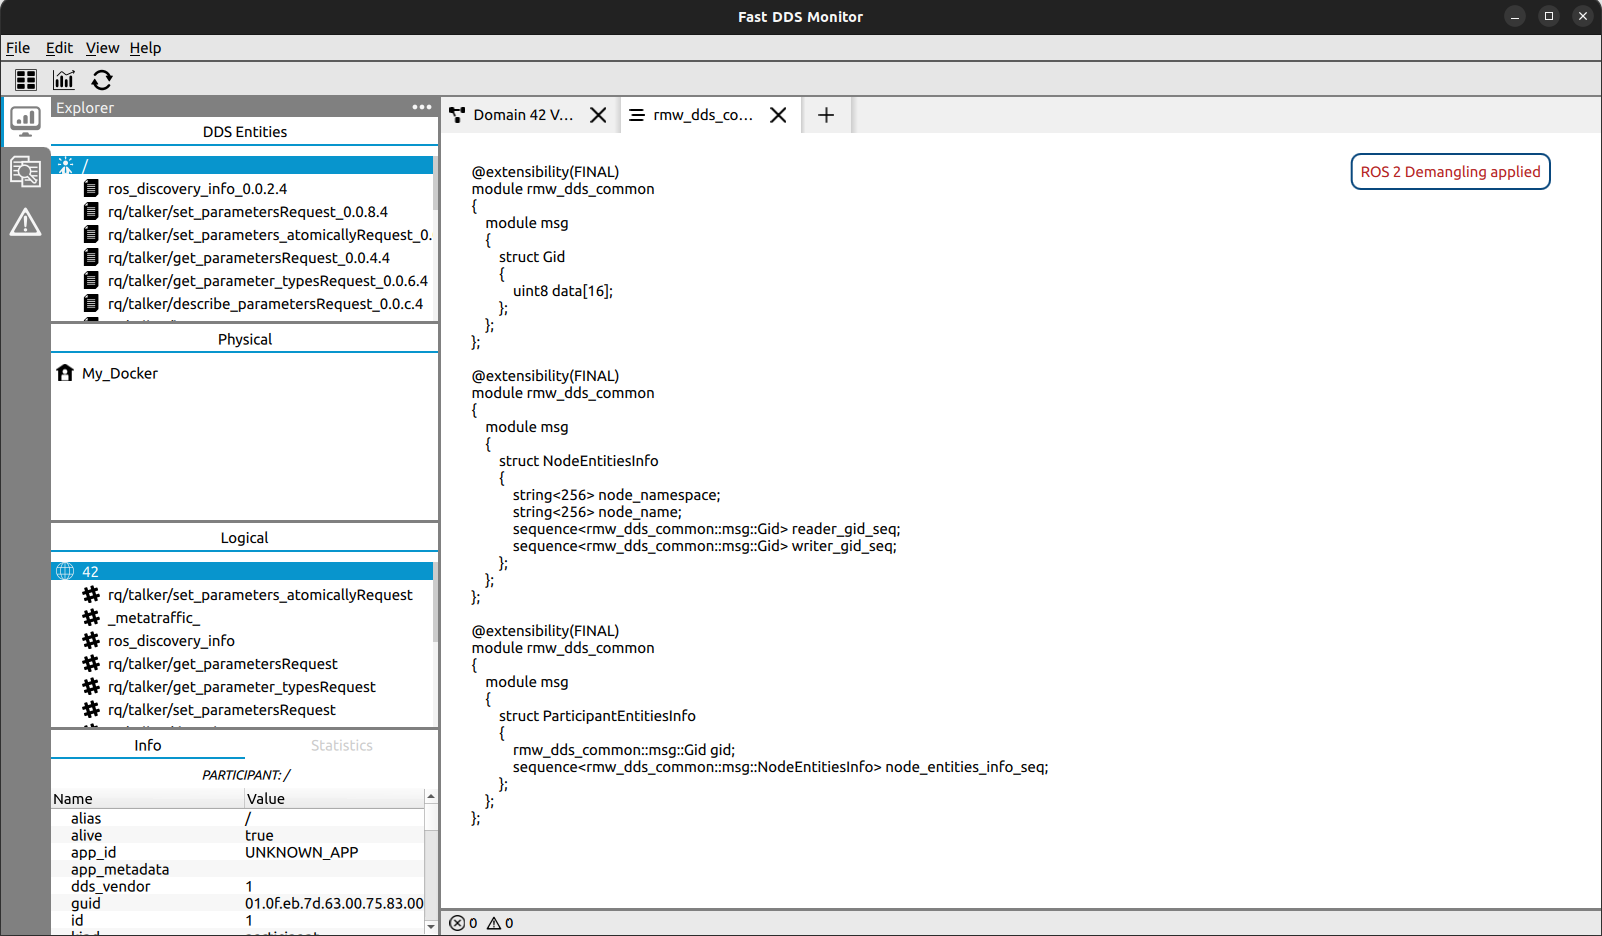 Fast DDS Monitor
File Edit View Help
Explorer
DDS Entities
/
ros_discovery_info_0.0.2.4
rq/talker/set_parametersRequest_0.0.8.4
rq/talker/set_parameters_atomicallyRequest_0.
rq/talker/get_parametersRequest_0.0.4.4
rq/talker/get_parameter_typesRequest_0.0.6.4
rq/talker/describe_parametersRequest_0.0.c.4
Physical
My_Docker
Logical
42
rq/talker/set_parameters_atomicallyRequest
_metatraffic_
ros_discovery_info
rq/talker/get_parametersRequest
rq/talker/get_parameter_typesRequest
rq/talker/set_parametersRequest
Info Statistics
PARTICIPANT: /
Name Value
alias /
alive true
app_id UNKNOWN_APP
app_metadata
dds_vendor 1
guid 01.0f.eb.7d.63.00.75.83.00
id 1
Domain 42 V...
rmw_dds_co...
ROS 2 Demangling applied
@extensibility(FINAL)
module rmw_dds_common
{
module msg
{
struct Gid
{
uint8 data[16];
};
};
};
@extensibility(FINAL)
module rmw_dds_common
{
module msg
{
struct NodeEntitiesInfo
{
string<256> node_namespace;
string<256> node_name;
sequence<rmw_dds_common::msg::Gid> reader_gid_seq;
sequence<rmw_dds_common::msg::Gid> writer_gid_seq;
};
};
};
@extensibility(FINAL)
module rmw_dds_common
{
module msg
{
struct ParticipantEntitiesInfo
{
rmw_dds_common::msg::Gid gid;
sequence<rmw_dds_common::msg::NodeEntitiesInfo> node_entities_info_seq;
};
};
};
0 0